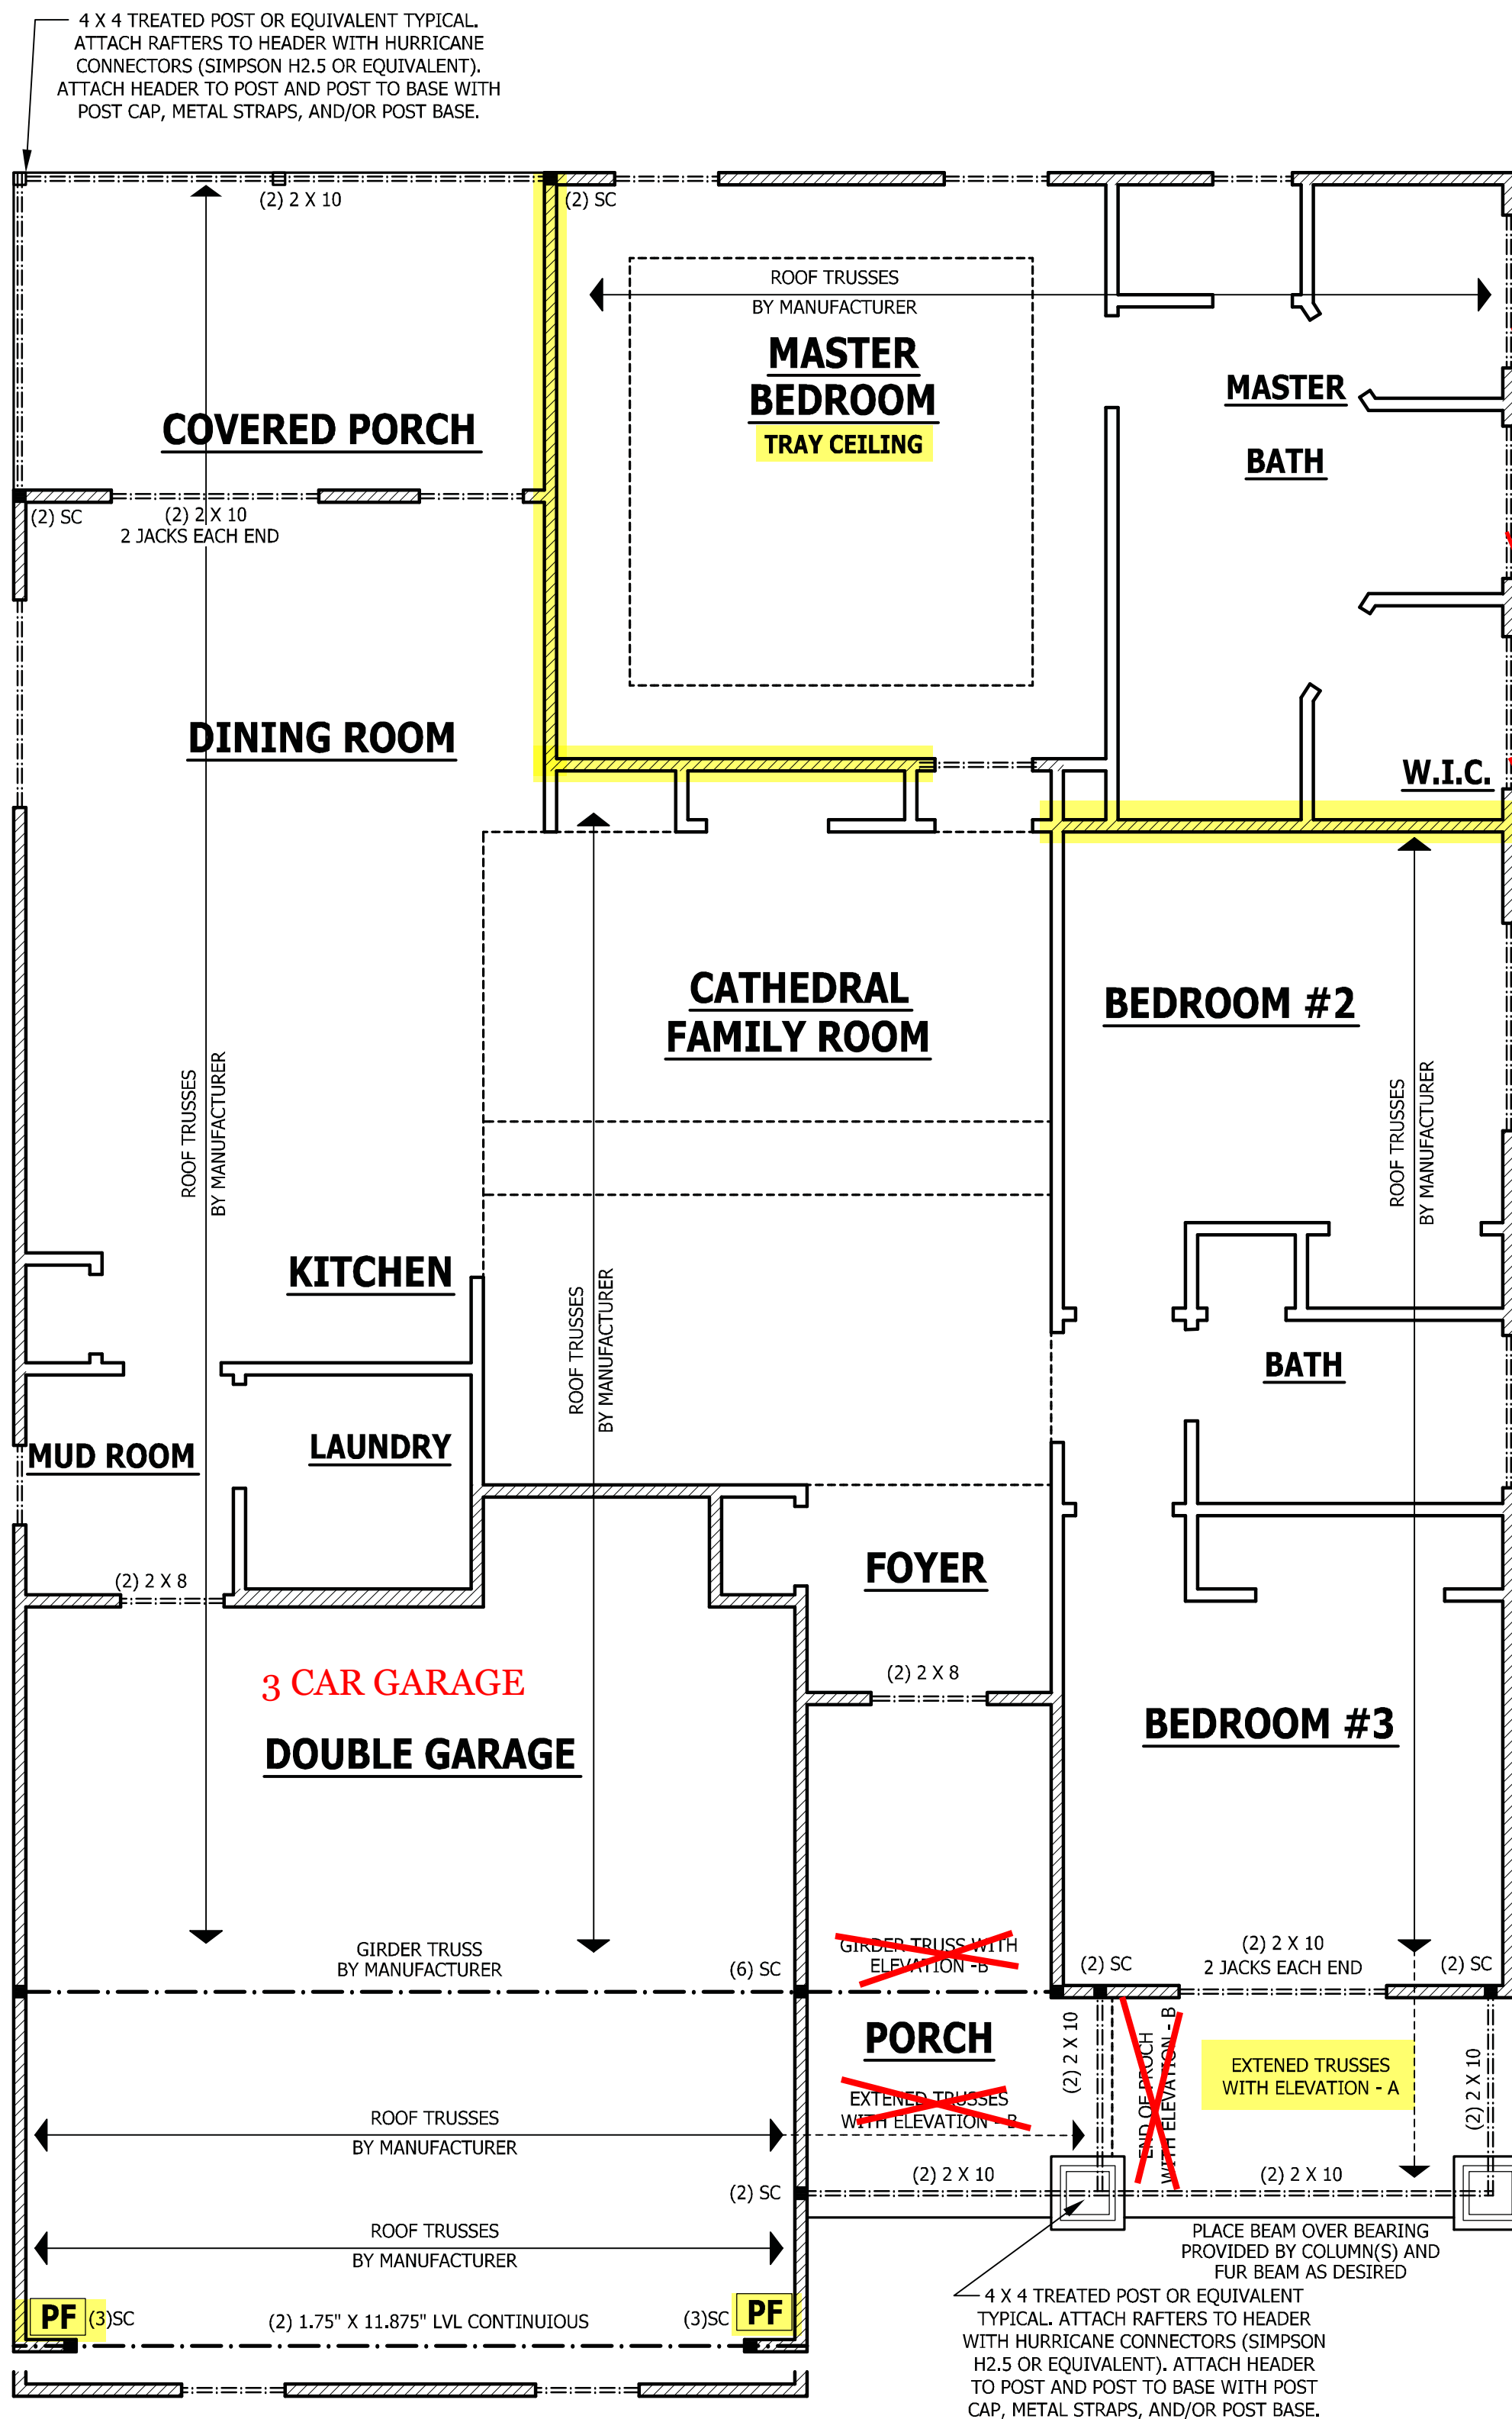 4 X 4 TREATED POST OR EQUIVALENT TYPICAL.
ATTACH RAFTERS TO HEADER WITH HURRICANE
CONNECTORS (SIMPSON H2.5 OR EQUIVALENT).
ATTACH HEADER TO POST AND POST TO BASE WITH
POST CAP, METAL STRAPS, AND/OR POST BASE.
(2) 2 X 10
(2) SC
ROOF TRUSSES
BY MANUFACTURER
MASTER
BEDROOM
TRAY CEILING
MASTER
BATH
COVERED PORCH
(2) SC
(2) 2 X 10
2 JACKS EACH END
DINING ROOM
W.I.C.
CATHEDRAL
FAMILY ROOM
BEDROOM #2
ROOF TRUSSES
BY MANUFACTURER
ROOF TRUSSES
BY MANUFACTURER
KITCHEN
ROOF TRUSSES
BY MANUFACTURER
BATH
MUD ROOM
LAUNDRY
FOYER
(2) 2 X 8
(2) 2 X 8
3 CAR GARAGE
DOUBLE GARAGE
BEDROOM #3
GIRDER TRUSS
BY MANUFACTURER
(6) SC
GIRDER TRUSS WITH
ELEVATION -B
(2) SC
(2) 2 X 10
2 JACKS EACH END
(2) SC
PORCH
(2) 2 X 10
END OF PROCH
WITH ELEVATION - B
EXTENED TRUSSES
WITH ELEVATION - A
(2) 2 X 10
EXTENED TRUSSES
WITH ELEVATION - B
ROOF TRUSSES
BY MANUFACTURER
(2) 2 X 10
(2) 2 X 10
(2) SC
ROOF TRUSSES
BY MANUFACTURER
PLACE BEAM OVER BEARING
PROVIDED BY COLUMN(S) AND
FUR BEAM AS DESIRED
PF
(3)SC
(2) 1.75" X 11.875" LVL CONTINUIOUS
(3)SC
PF
4 X 4 TREATED POST OR EQUIVALENT
TYPICAL. ATTACH RAFTERS TO HEADER
WITH HURRICANE CONNECTORS (SIMPSON
H2.5 OR EQUIVALENT). ATTACH HEADER
TO POST AND POST TO BASE WITH POST
CAP, METAL STRAPS, AND/OR POST BASE.